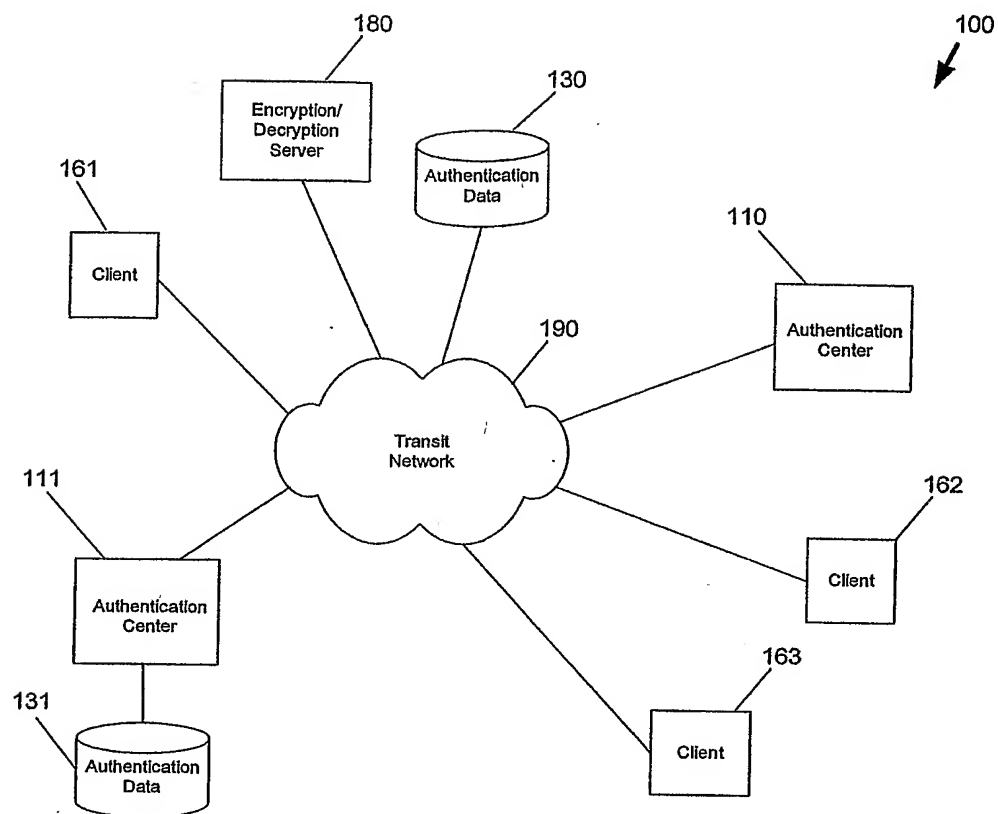 100
180
Encryption/
Decryption
Server
130
Authentication
Data
161
Client
110
Authentication
Center
190
Transit
Network
111
Authentication
Center
162
Client
163
Client
131
Authentication
Data